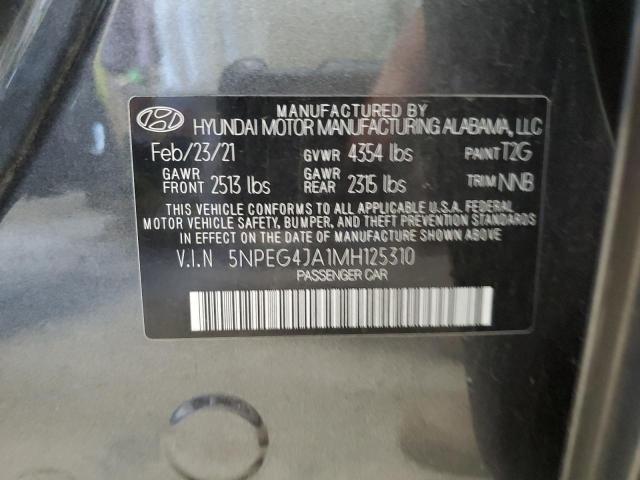 MANUFACTURED BY
HYUNDAI MOTOR MANUFACTURING ALABAMA, LLC
Feb/23/21 GVWR 4354 lbs PAINT T2G
GAWR FRONT 2513 lbs GAWR REAR 2315 lbs TRIM NNB
THIS VEHICLE CONFORMS TO ALL APPLICABLE U.S.A. FEDERAL
MOTOR VEHICLE SAFETY, BUMPER, AND THEFT PREVENTION STANDARDS
IN EFFECT ON THE DATE OF MANUFACTURE SHOWN ABOVE.
V.I.N 5NPEG4JA1MH125310
PASSENGER CAR